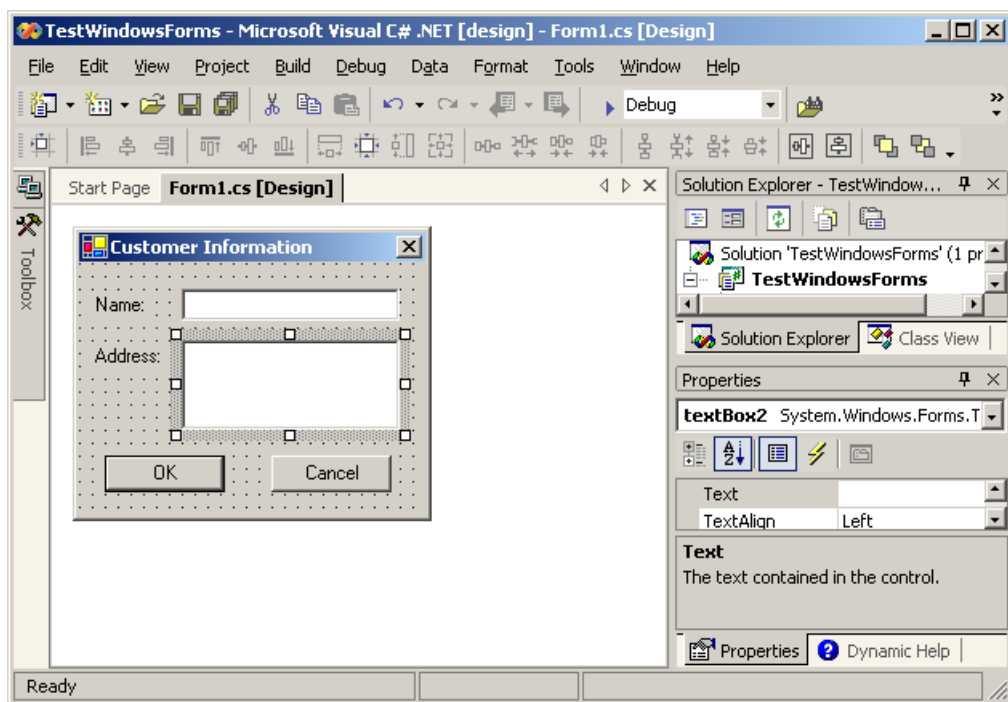 TestWindowsForms - Microsoft Visual C# .NET [design] - Form1.cs [Design]
File Edit View Project Build Debug Data Format Tools Window Help
Debug
Start Page Form1.cs [Design]
Toolbox
Customer Information
Name:
Address:
OK Cancel
Solution Explorer - TestWindow...
Solution 'TestWindowsForms' (1 pr
TestWindowsForms
Solution Explorer Class View
Properties
textBox2 System.Windows.Forms.T
Text
TextAlign Left
Text
The text contained in the control.
Properties Dynamic Help
Ready